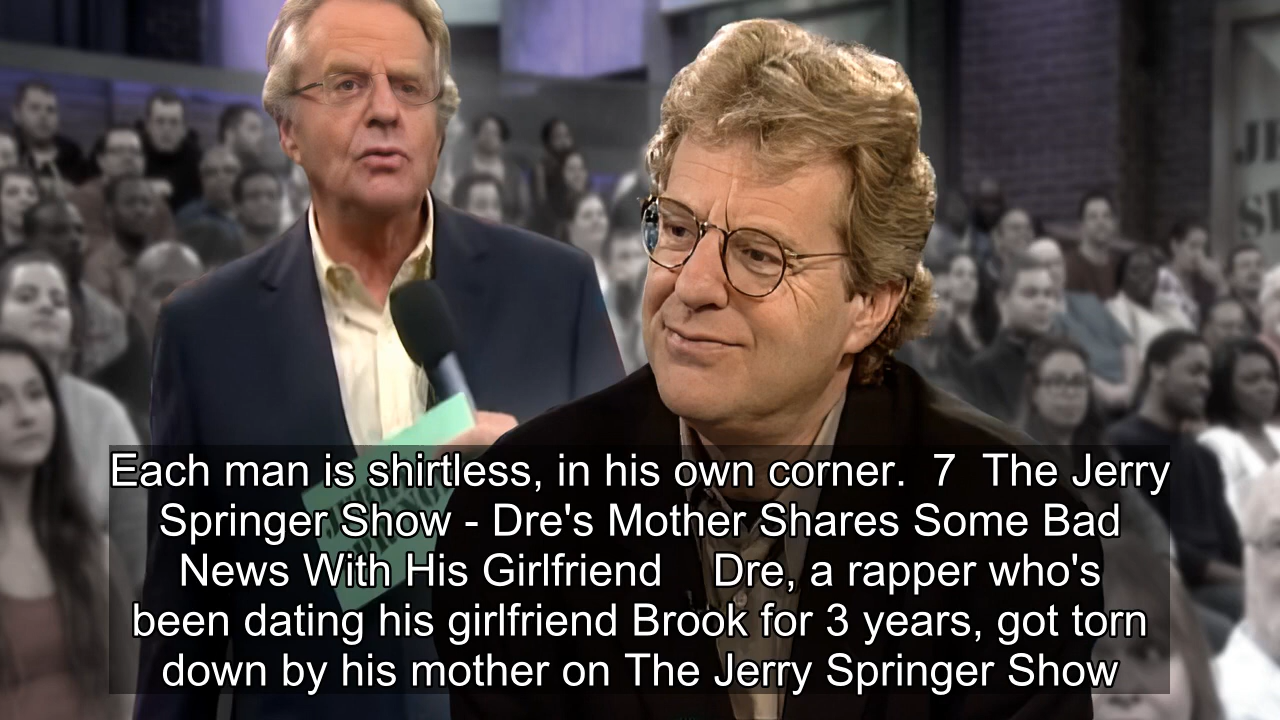 JE
S
Each man is shirtless, in his own corner.  7  The Jerry
Springer Show - Dre's Mother Shares Some Bad
News With His Girlfriend    Dre, a rapper who's
been dating his girlfriend Brook for 3 years, got torn
down by his mother on The Jerry Springer Show